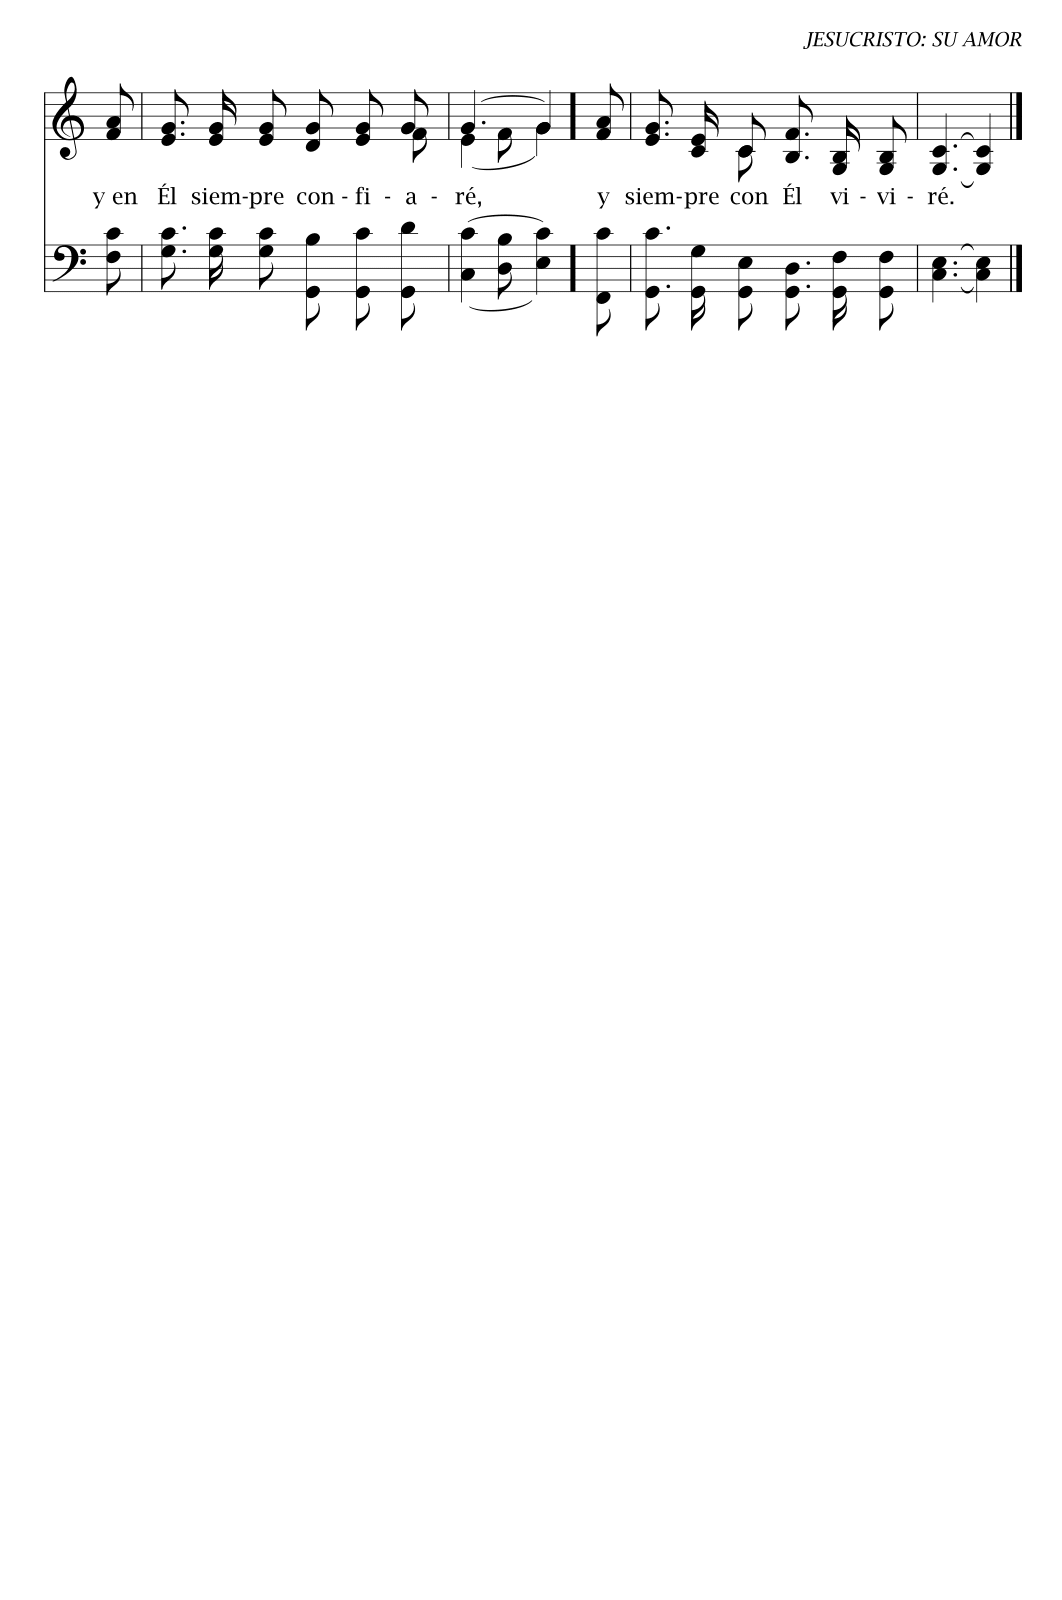 JESUCRISTO: SU AMOR
y en Él siem-pre con - fi - a - ré, y siem-pre con Él vi - vi - ré.